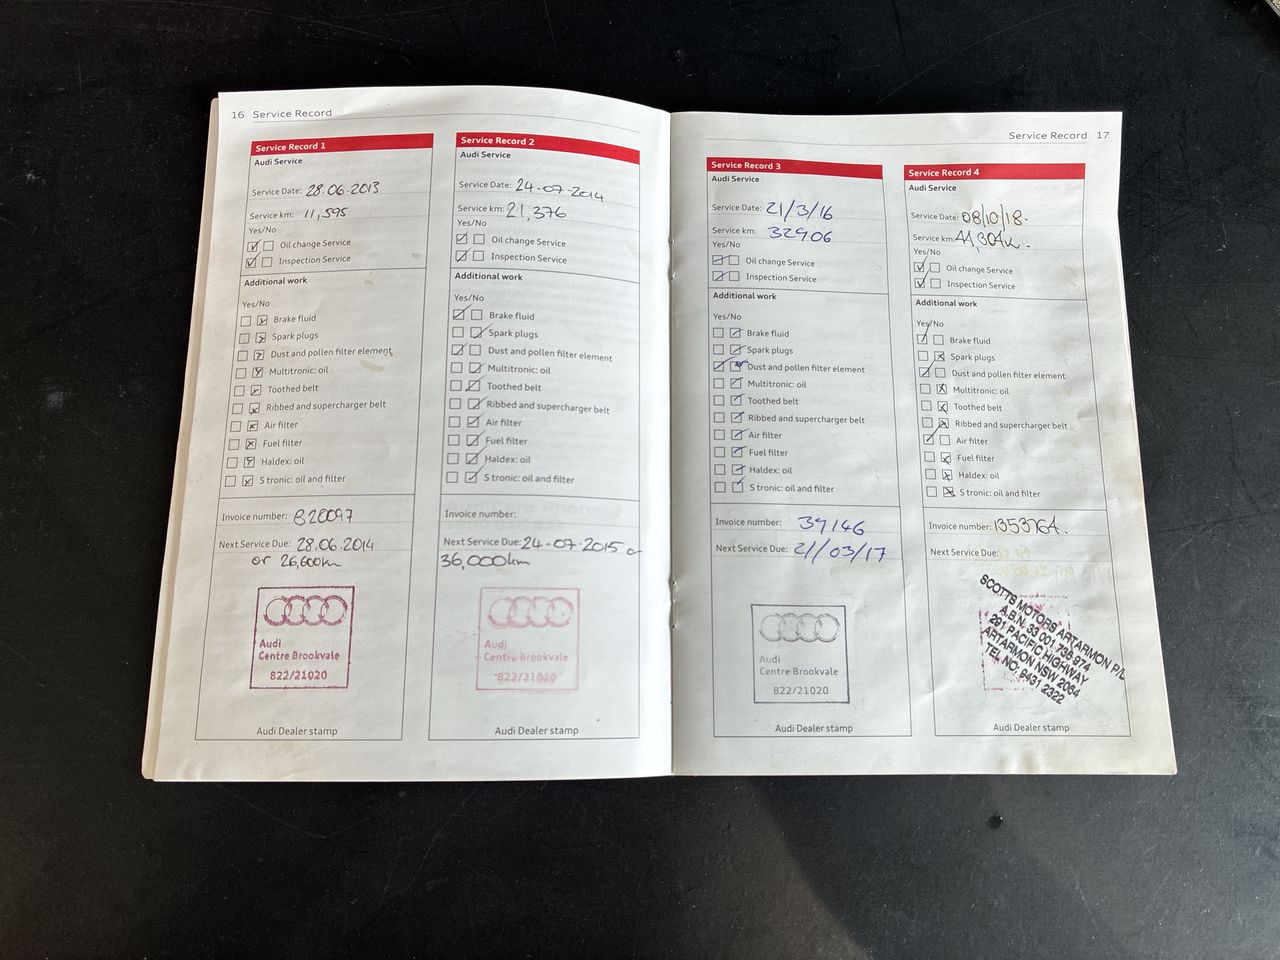 16 Service Record
Service Record 1
Audi Service
Service Date: 28.06.2013
Service km: 11,595
Yes/No
Oil change Service
Inspection Service
Additional work
Yes/No
Brake fluid
Spark plugs
Dust and pollen filter element
Multitronic: oil
Toothed belt
Ribbed and supercharger belt
Air filter
Fuel filter
Haldex: oil
S tronic: oil and filter
Invoice number: B20097
Next Service Due: 28.06.2014
or 26,600km
Audi
Centre Brookvale
822/21020
Audi Dealer stamp
Service Record 2
Audi Service
Service Date: 24-07-2014
Service km: 21,376
Yes/No
Oil change Service
Inspection Service
Additional work
Yes/No
Brake fluid
Spark plugs
Dust and pollen filter element
Multitronic: oil
Toothed belt
Ribbed and supercharger belt
Air filter
Fuel filter
Haldex: oil
S tronic: oil and filter
Invoice number:
Next Service Due: 24-07-2015 or
36,000km
Audi
Centre Brookvale
822/21020
Audi Dealer stamp
Service Record 17
Service Record 3
Audi Service
Service Date: 21/3/16
Service km: 32906
Yes/No
Oil change Service
Inspection Service
Additional work
Yes/No
Brake fluid
Spark plugs
Dust and pollen filter element
Multitronic: oil
Toothed belt
Ribbed and supercharger belt
Air filter
Fuel filter
Haldex: oil
S tronic: oil and filter
Invoice number: 39146
Next Service Due: 21/03/17
Audi
Centre Brookvale
822/21020
Audi Dealer stamp
Service Record 4
Audi Service
Service Date: 08/10/18.
Service km:
Yes/No
Oil change Service
Inspection Service
Additional work
Yes/No
Brake fluid
Spark plugs
Dust and pollen filter element
Multitronic: oil
Toothed belt
Ribbed and supercharger belt
Air filter
Fuel filter
Haldex: oil
S tronic: oil and filter
Invoice number:
Next Service Due:
SCOTTS MOTORS ARTARMON P/L
A.B.N. 33 001 736 974
291 PACIFIC HIGHWAY
ARTARMON NSW 2064
TEL NO: 9431 2322
Audi Dealer stamp